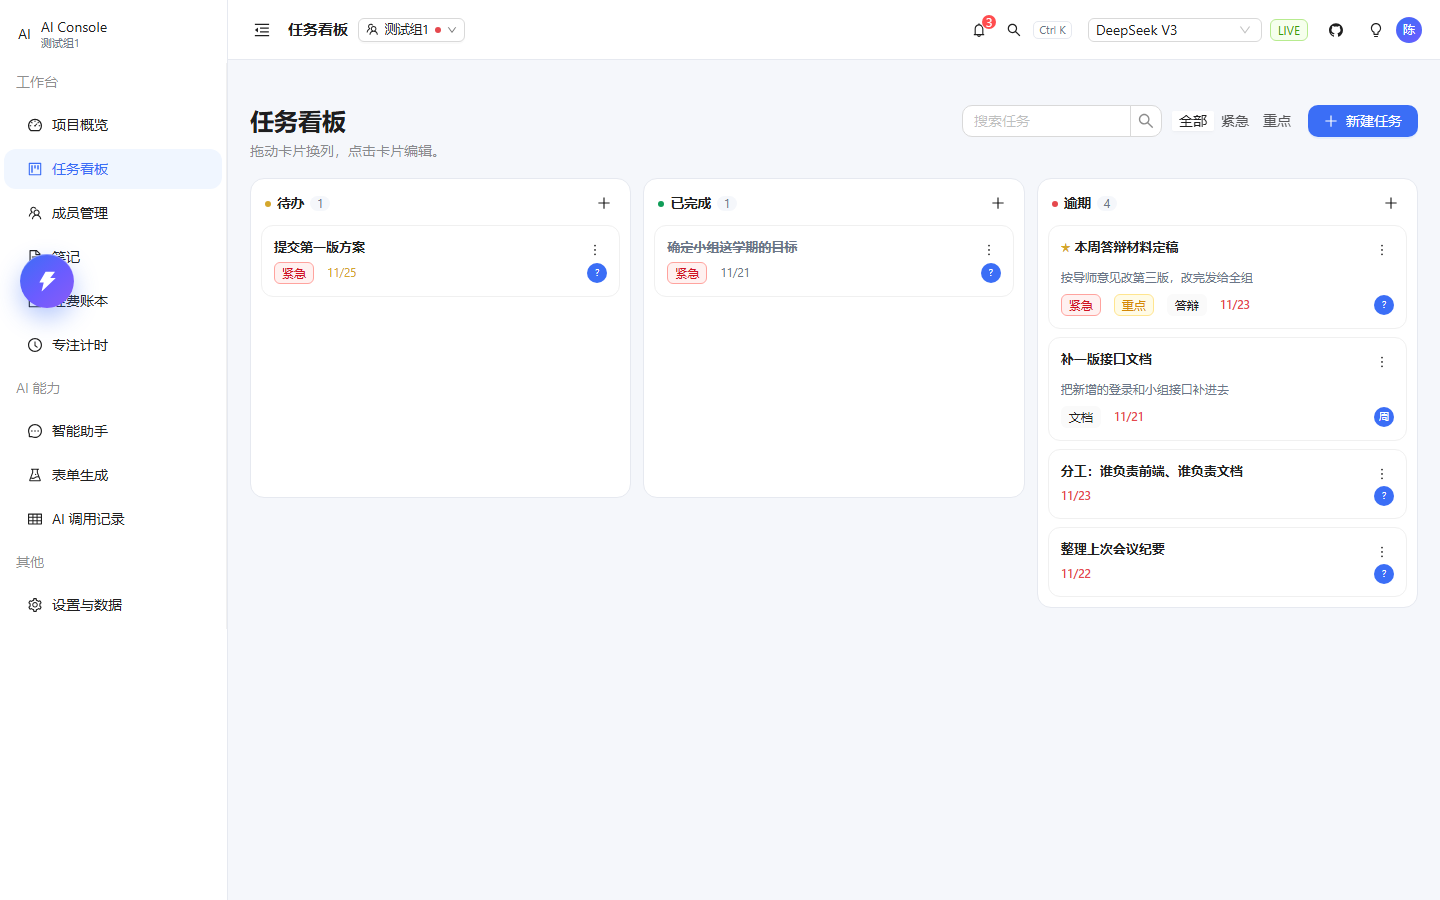 AI
AI Console
测试组1
工作台
项目概览
任务看板
成员管理
笔记
费账本
专注计时
AI 能力
智能助手
表单生成
AI 调用记录
其他
设置与数据
任务看板
测试组1
3
Ctrl K
DeepSeek V3
LIVE
陈
任务看板
拖动卡片换列，点击卡片编辑。
搜索任务
全部
紧急
重点
新建任务
待办 1
提交第一版方案
紧急 11/25
?
已完成 1
确定小组这学期的目标
紧急 11/21
?
逾期 4
本周答辩材料定稿
按导师意见改第三版，改完发给全组
紧急 重点 答辩 11/23
?
补一版接口文档
把新增的登录和小组接口补进去
文档 11/21
周
分工：谁负责前端、谁负责文档
11/23
?
整理上次会议纪要
11/22
?